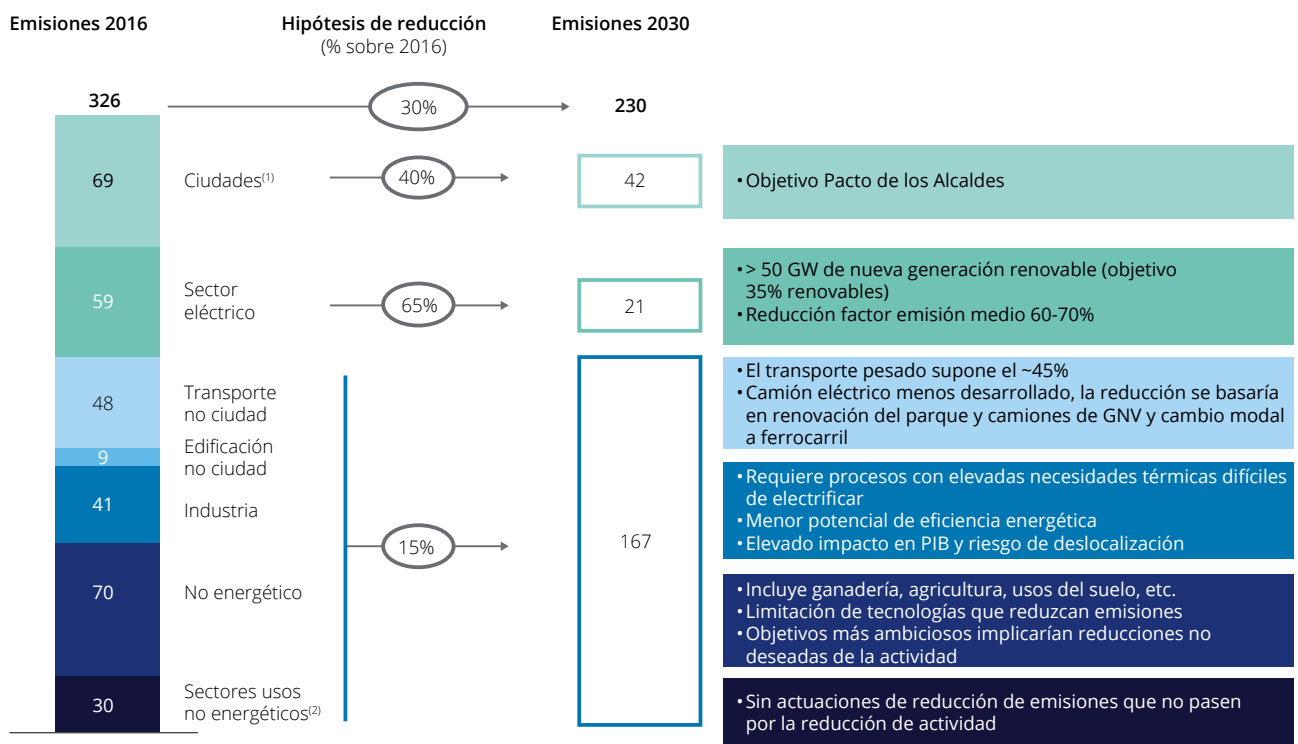 Emisiones 2016
Hipótesis de reducción
(% sobre 2016)
Emisiones 2030
326
30%
230
69
Ciudades(1)
40%
42
• Objetivo Pacto de los Alcaldes
59
Sector
eléctrico
65%
21
• > 50 GW de nueva generación renovable (objetivo
35% renovables)
• Reducción factor emisión medio 60-70%
48
Transporte
no ciudad
• El transporte pesado supone el ~45%
• Camión eléctrico menos desarrollado, la reducción se basaría
en renovación del parque y camiones de GNV y cambio modal
a ferrocarril
9
Edificación
no ciudad
41
Industria
• Requiere procesos con elevadas necesidades térmicas difíciles
de electrificar
• Menor potencial de eficiencia energética
• Elevado impacto en PIB y riesgo de deslocalización
15%
167
70
No energético
• Incluye ganadería, agricultura, usos del suelo, etc.
• Limitación de tecnologías que reduzcan emisiones
• Objetivos más ambiciosos implicarían reducciones no
deseadas de la actividad
30
Sectores usos
no energéticos(2)
• Sin actuaciones de reducción de emisiones que no pasen
por la reducción de actividad